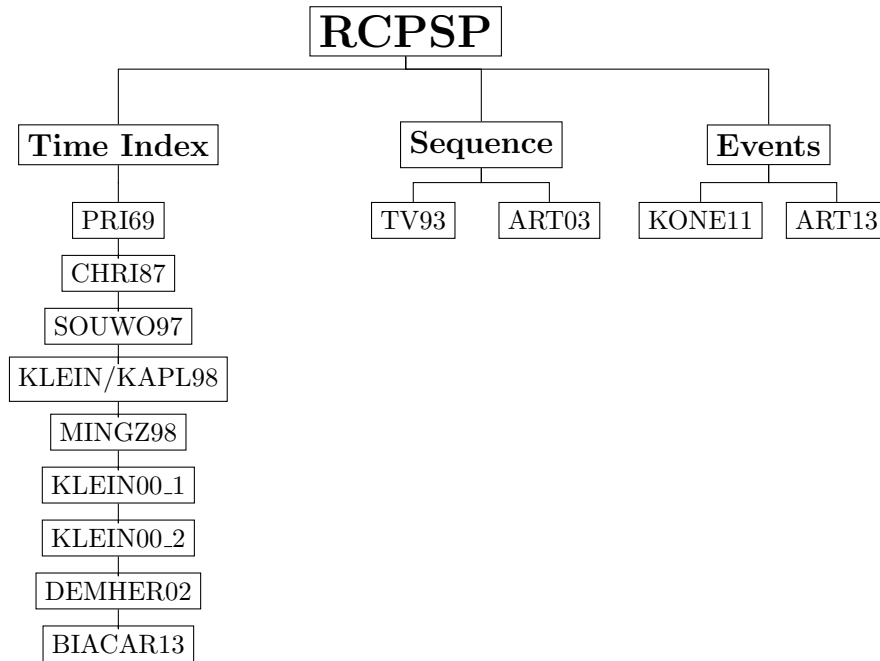 RCPSP
Time Index
Sequence
Events
PRI69
TV93
ART03
KONE11
ART13
CHRI87
SOUWO97
KLEIN/KAPL98
MINGZ98
KLEIN00_1
KLEIN00_2
DEMHER02
BIACAR13